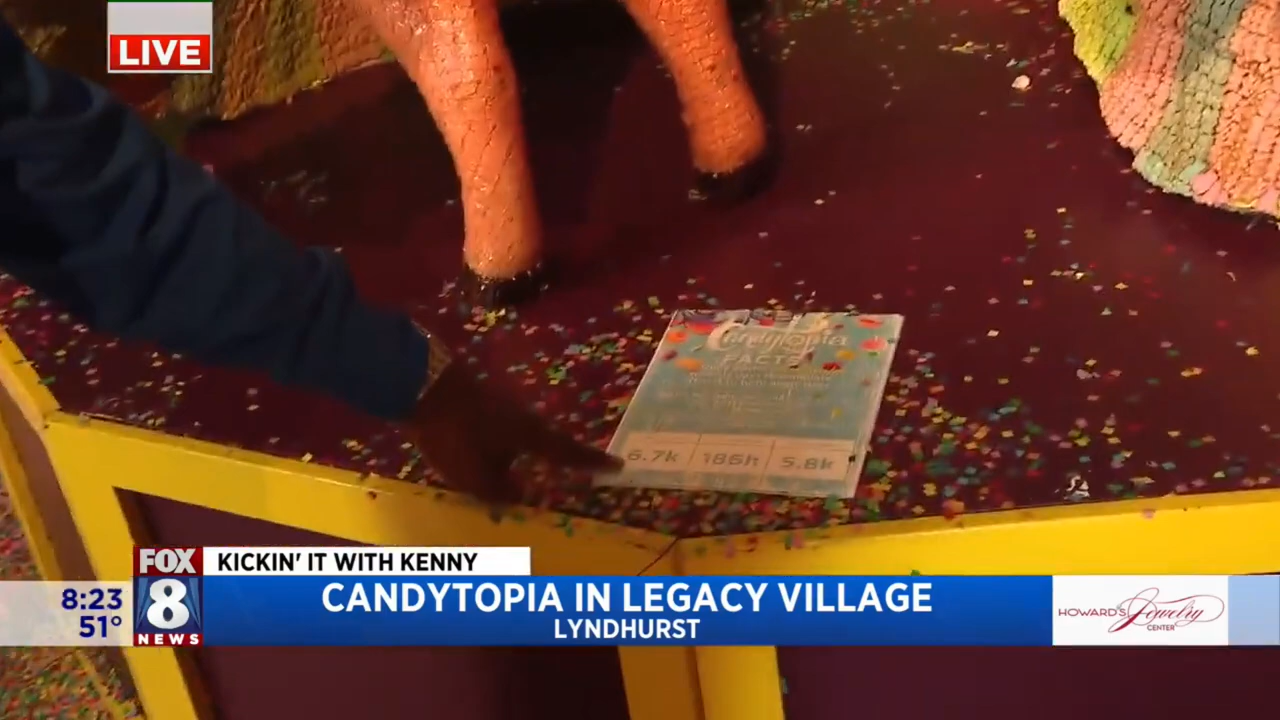 LIVE
Candytopia
FACTS
6.7k 186h 5.8k
FOX
8
NEWS
KICKIN' IT WITH KENNY
8:23
51°
CANDYTOPIA IN LEGACY VILLAGE
LYNDHURST
HOWARD'S Jewelry
CENTER